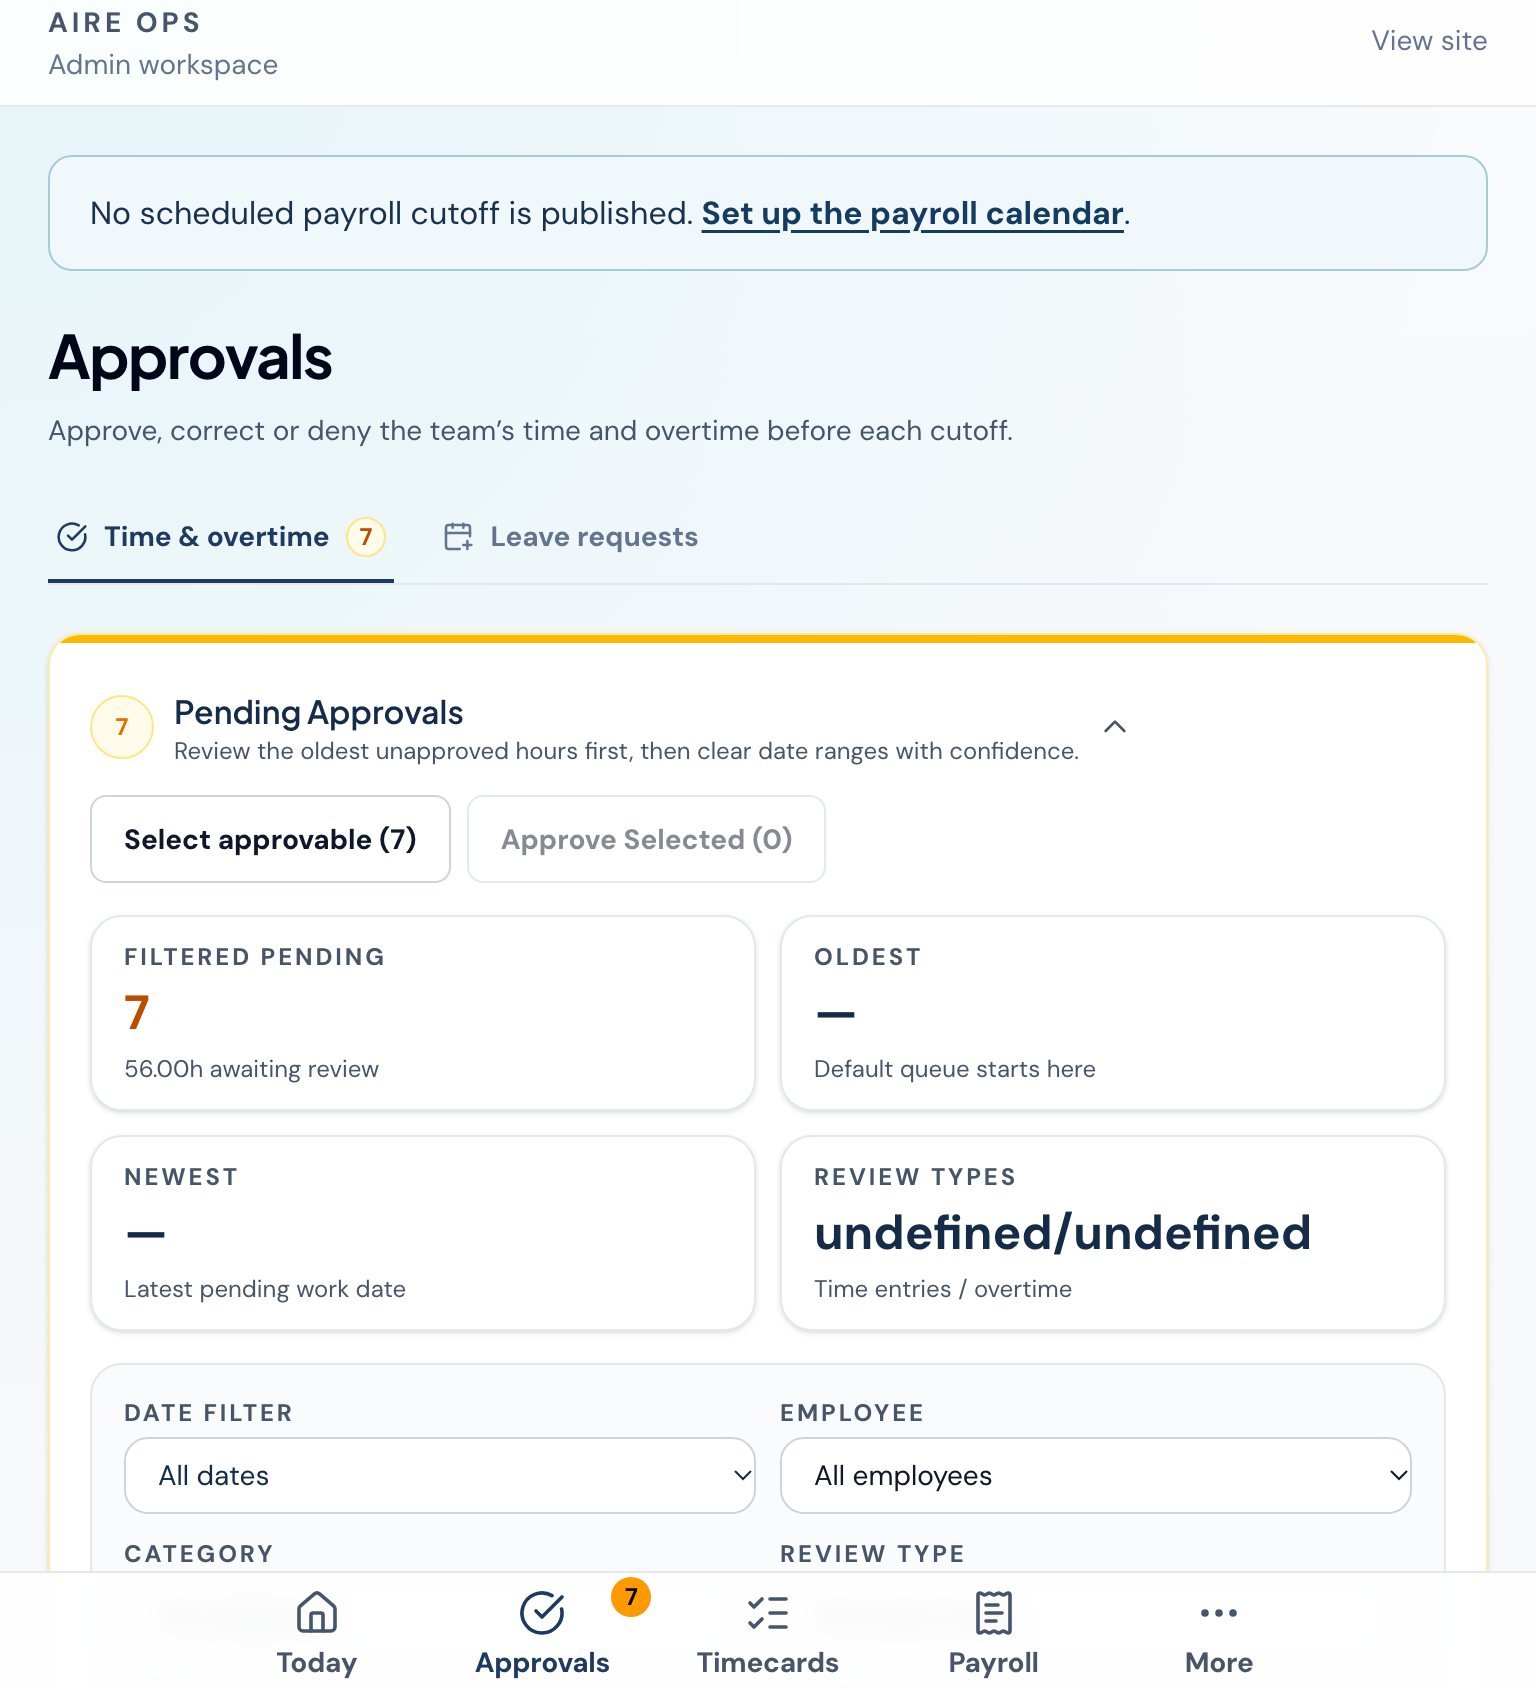 AIRE OPS
Admin workspace
View site
No scheduled payroll cutoff is published. Set up the payroll calendar.
Approvals
Approve, correct or deny the team’s time and overtime before each cutoff.
Time & overtime 7
Leave requests
7
Pending Approvals
Review the oldest unapproved hours first, then clear date ranges with confidence.
Select approvable (7)
Approve Selected (0)
FILTERED PENDING
7
56.00h awaiting review
OLDEST
—
Default queue starts here
NEWEST
—
Latest pending work date
REVIEW TYPES
undefined/undefined
Time entries / overtime
DATE FILTER
All dates
EMPLOYEE
All employees
CATEGORY
REVIEW TYPE
Today
7
Approvals
Timecards
Payroll
More